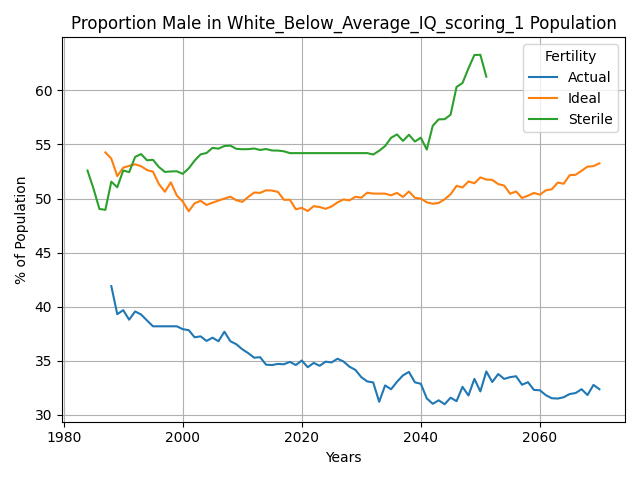 Proportion Male in White_Below_Average_IQ_scoring_1 Population
Fertility
Actual
Ideal
Sterile
% of Population
60
55
50
45
40
35
30
1980
2000
2020
2040
2060
Years